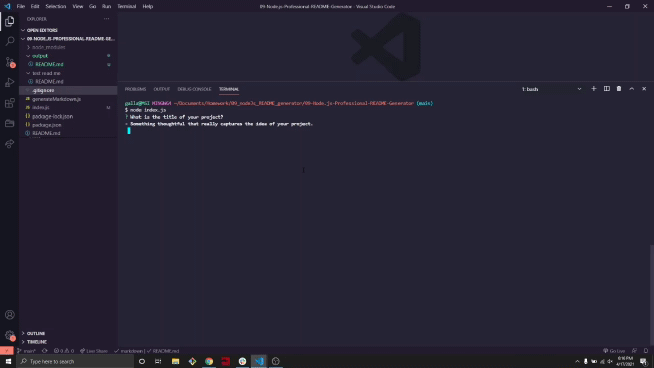 File Edit Selection View Go Run Terminal Help
09-Node.js-Professional-README-Generator - Visual Studio Code
EXPLORER
OPEN EDITORS
09-NODE.JS-PROFESSIONAL-README-GE...
node_modules
output
README.md
test read me
README.md
.gitignore
generateMarkdown.js
index.js
package-lock.json
package.json
README.md
OUTLINE
TIMELINE
PROBLEMS OUTPUT DEBUG CONSOLE TERMINAL
1: bash
MINGW64 ~/Documents/Homework/09_nodeJs_README_generator/09-Node.js-Professional-README-Generator (main)
$ node index.js
? What is the title of your project?
- Something thoughtful that really captures the idea of your project.
main* 0 0 Live Share markdown | README.md
Go Live
Type here to search
8:16 PM
4/17/2021